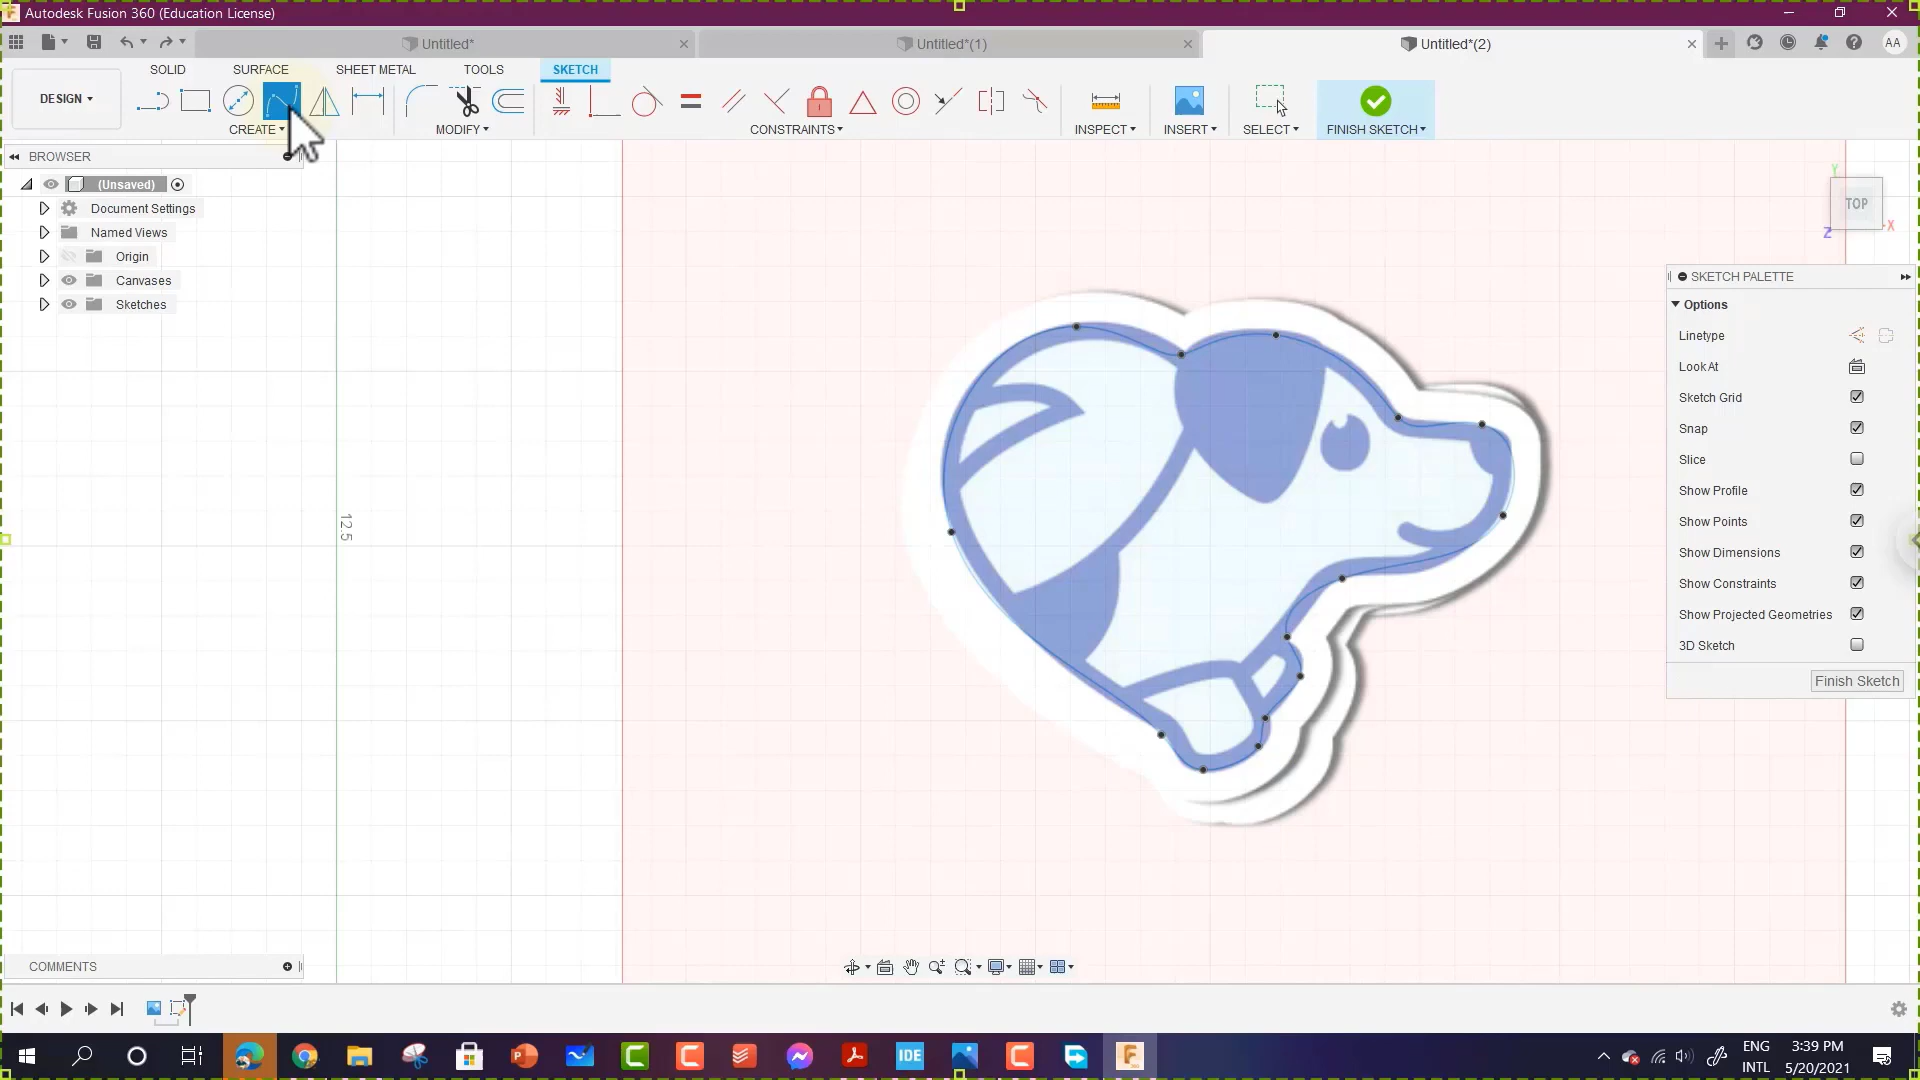 Autodesk Fusion 360 (Education License)
Untitled*
Untitled*(1)
Untitled*(2)
AA
SOLID
SURFACE
SHEET METAL
TOOLS
SKETCH
DESIGN
CREATE
MODIFY
CONSTRAINTS
INSPECT
INSERT
SELECT
FINISH SKETCH
BROWSER
(Unsaved)
Document Settings
Named Views
Origin
Canvases
Sketches
12.5
Y
TOP
X
Z
SKETCH PALETTE
Options
Linetype
Look At
Sketch Grid
Snap
Slice
Show Profile
Show Points
Show Dimensions
Show Constraints
Show Projected Geometries
3D Sketch
Finish Sketch
COMMENTS
IDE
ENG
INTL
3:39 PM
5/20/2021